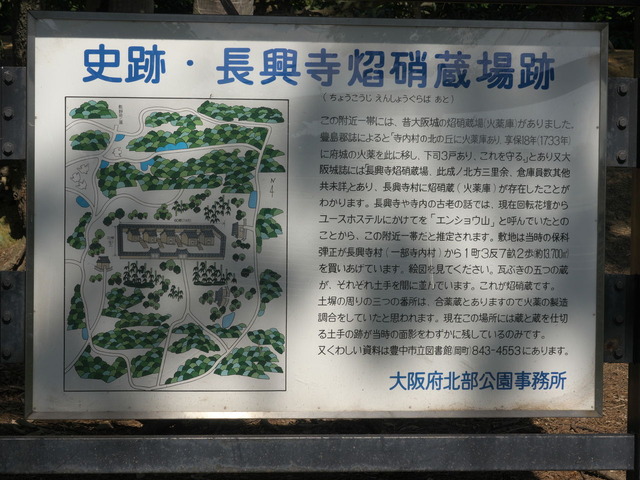 史跡・長興寺焔硝蔵場跡
(ちょうこうじ えんしょうぐらば あと)
この附近一帯には、昔大阪城の焔硝蔵場(火薬庫)がありました。
豊島郡誌によると「寺内村の北の丘に火薬庫あり、享保18年(1733年)
に府城の火薬を此に移し、下司3戸あり、これを守る。」とあり又大
阪城誌には「長興寺焔硝蔵場、此成ノ北方三里余、倉庫員数其他
共未詳」とあり、長興寺村に焔硝蔵(火薬庫)が存在したことが
わかります。長興寺や寺内の古老の話では、現在回転花壇から
ユースホステルにかけてを「エンショウ山」と呼んでいたとの
ことから、この附近一帯だと推定されます。敷地は当時の保科
弾正が長興寺村(一部寺内村)から1町3反7畝2歩(約13,700㎡)
を買いあげています。絵図を見てください。瓦ぶきの五つの蔵
が、それぞれ土手を間に並んでいます。これが焔硝蔵です。
土塀の周りの三つの番所は、合薬蔵とありますので火薬の製造
調合をしていたと思われます。現在この場所には蔵と蔵を仕切
る土手の跡が当時の面影をわずかに残しているのみです。
又くわしい資料は豊中市立図書館(岡町)843-4553にあります。
大阪府北部公園事務所